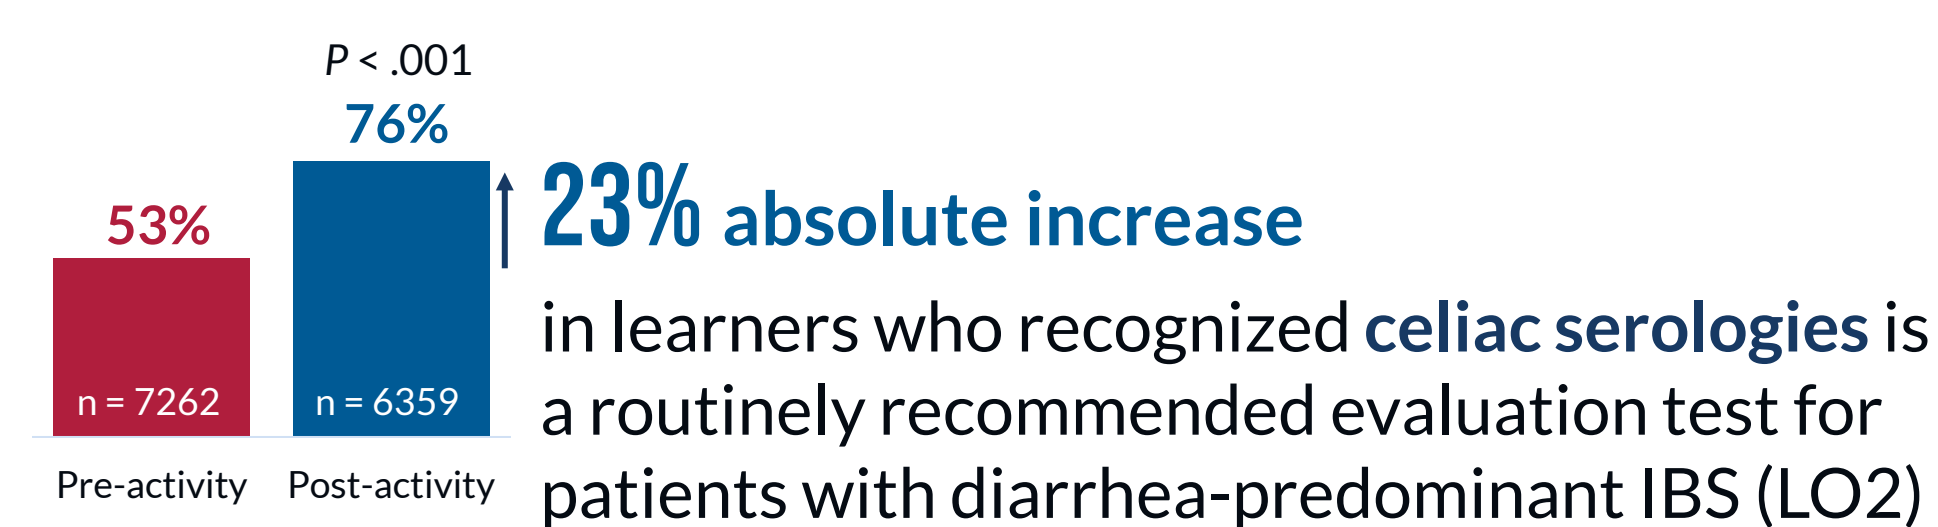 P < .001
76%
53%
n = 7262
n = 6359
Pre-activity
Post-activity
23% absolute increase
in learners who recognized celiac serologies is
a routinely recommended evaluation test for
patients with diarrhea-predominant IBS (LO2)